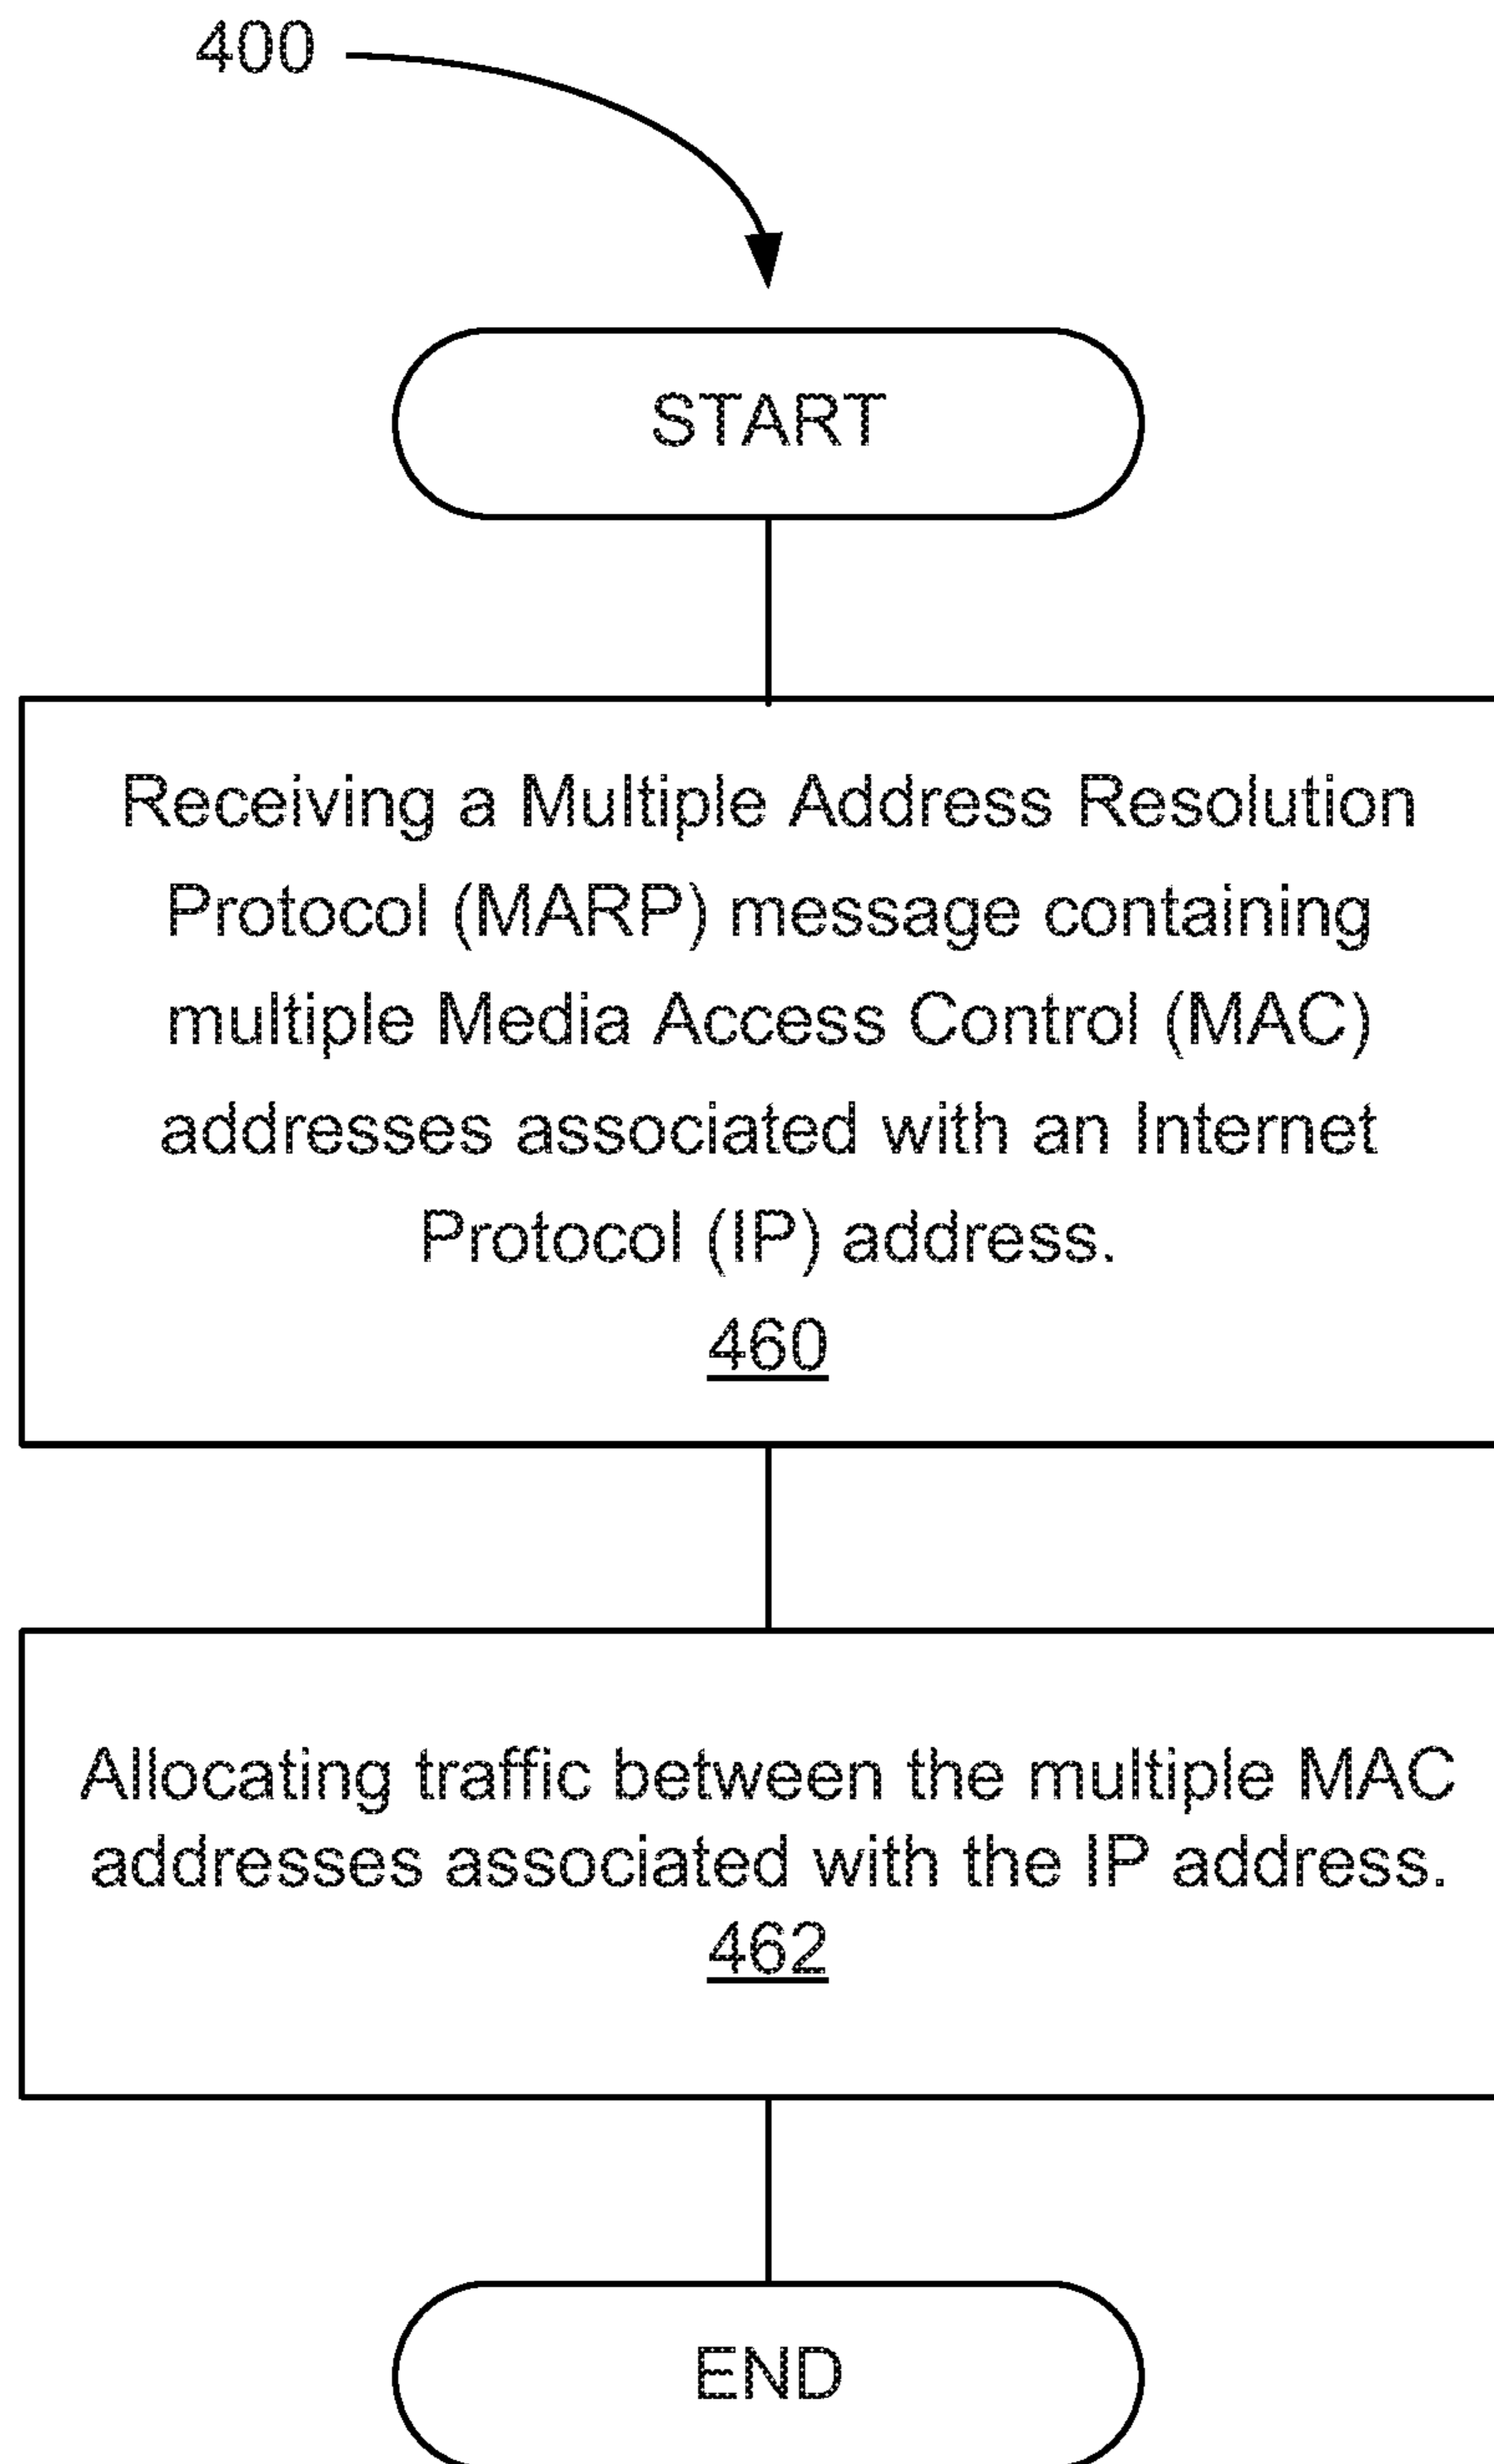 400
START
Receiving a Multiple Address Resolution
Protocol (MARP) message containing
multiple Media Access Control (MAC)
addresses associated with an Internet
Protocol (IP) address.
460
Allocating traffic between the multiple MAC
addresses associated with the IP address.
462
END